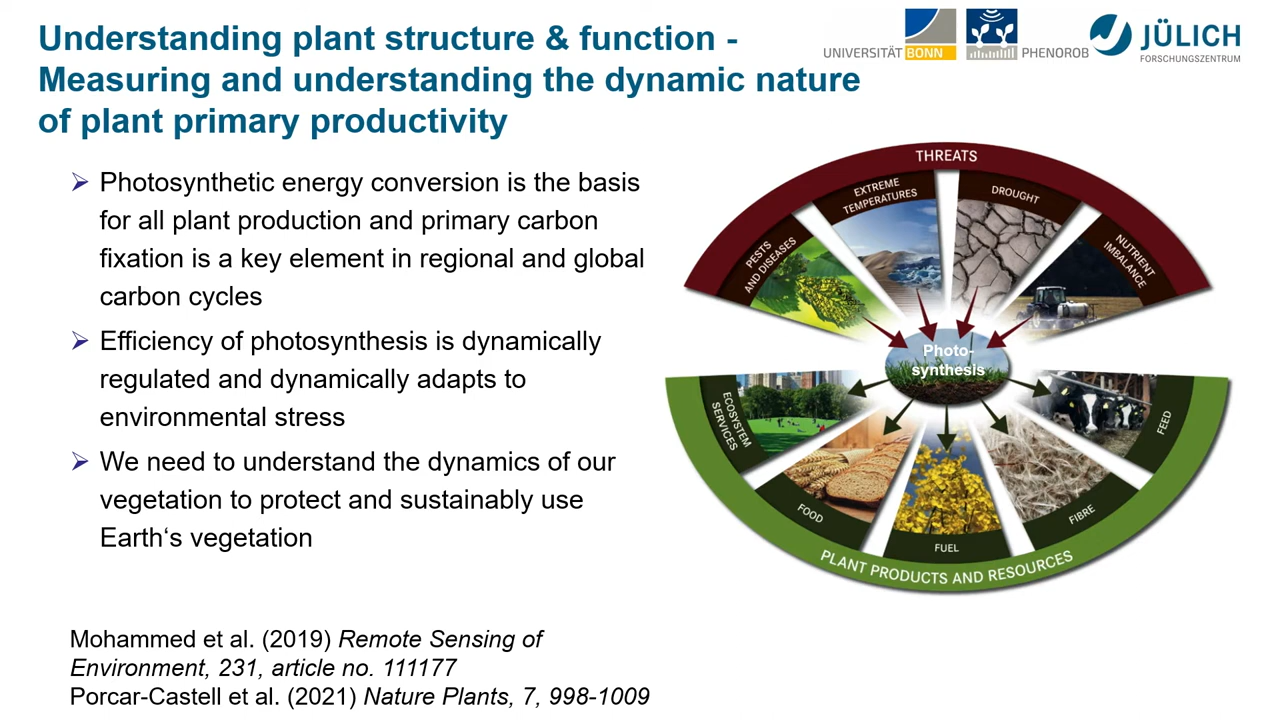 Understanding plant structure & function -
Measuring and understanding the dynamic nature
of plant primary productivity
UNIVERSITÄT BONN
PHENOROB
JÜLICH
FORSCHUNGSZENTRUM
➢ Photosynthetic energy conversion is the basis
for all plant production and primary carbon
fixation is a key element in regional and global
carbon cycles
➢ Efficiency of photosynthesis is dynamically
regulated and dynamically adapts to
environmental stress
➢ We need to understand the dynamics of our
vegetation to protect and sustainably use
Earth‘s vegetation
Mohammed et al. (2019) Remote Sensing of
Environment, 231, article no. 111177
Porcar-Castell et al. (2021) Nature Plants, 7, 998-1009
THREATS
PESTS
AND DISEASES
EXTREME
TEMPERATURES
DROUGHT
NUTRIENT
IMBALANCE
Photo-
synthesis
ECOSYSTEM
SERVICES
FOOD
FUEL
FIBRE
FEED
PLANT PRODUCTS AND RESOURCES